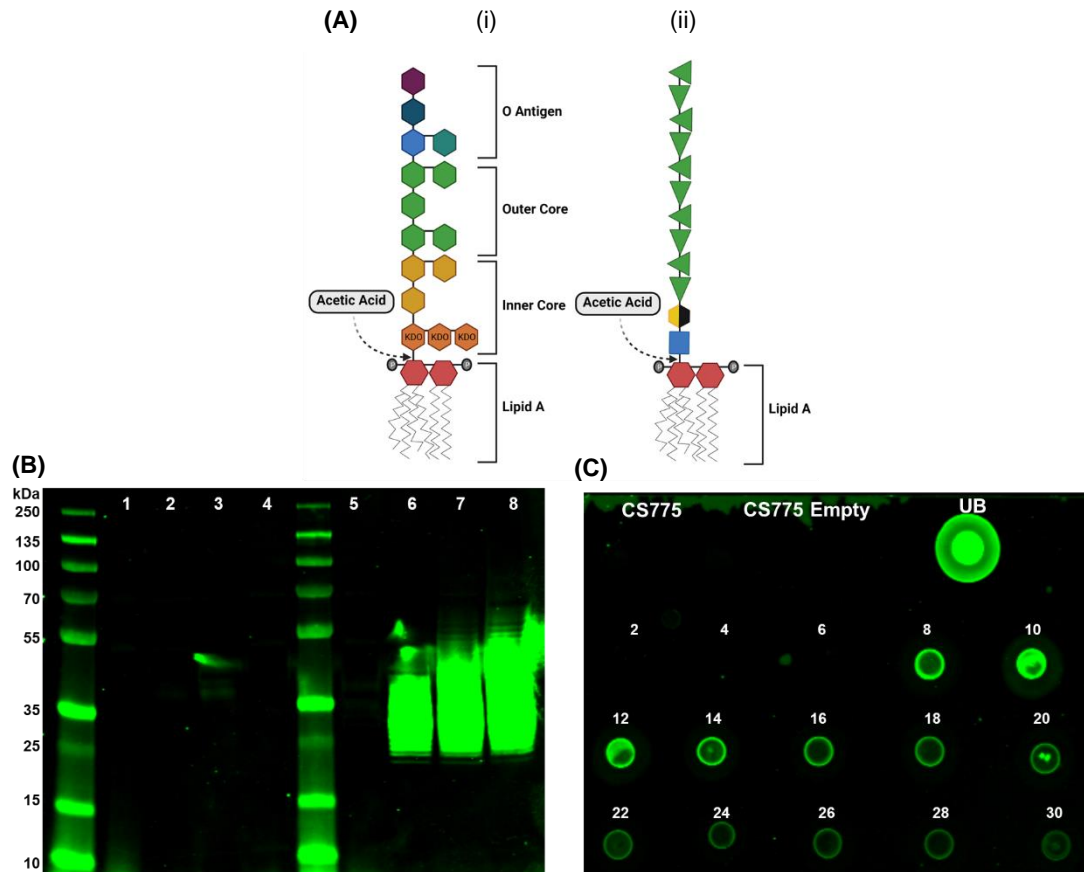 (A) (i) (ii)
O Antigen
Outer Core
Acetic Acid Inner Core Acetic Acid
KDO KDO KDO
P P P P
Lipid A Lipid A
(B)
kDa
250
135
100
70
55
35
25
15
10
1 2 3 4 5 6 7 8
(C)
CS775 CS775 Empty UB
2 4 6 8 10
12 14 16 18 20
22 24 26 28 30